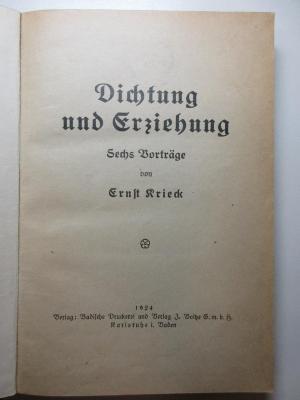 Dichtung
und Erziehung
Sechs Vorträge
von
Ernst Krieck
1924
Verlag: Badische Druckerei und Verlag J. Boltze G. m. b. H.
Karlsruhe i. Baden